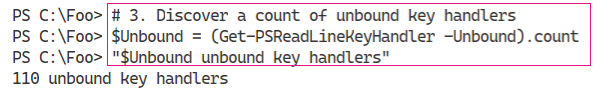 PS C:\Foo> # 3. Discover a count of unbound key handlers
PS C:\Foo> $Unbound = (Get-PSReadLineKeyHandler -Unbound).count
PS C:\Foo> "$Unbound unbound key handlers"
110 unbound key handlers